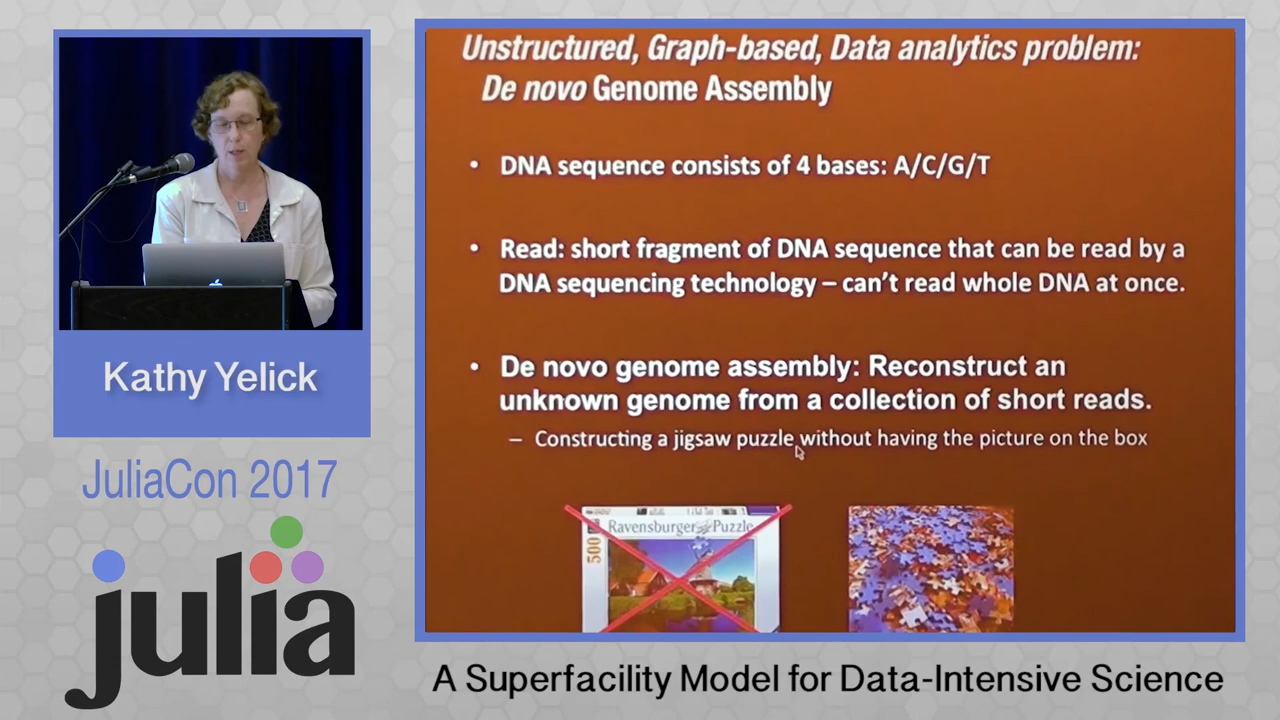 Unstructured, Graph-based, Data analytics problem:
De novo Genome Assembly
• DNA sequence consists of 4 bases: A/C/G/T
• Read: short fragment of DNA sequence that can be read by a
DNA sequencing technology – can't read whole DNA at once.
• De novo genome assembly: Reconstruct an
unknown genome from a collection of short reads.
– Constructing a jigsaw puzzle without having the picture on the box
Ravensburger Puzzle
500
Kathy Yelick
JuliaCon 2017
julia
A Superfacility Model for Data-Intensive Science